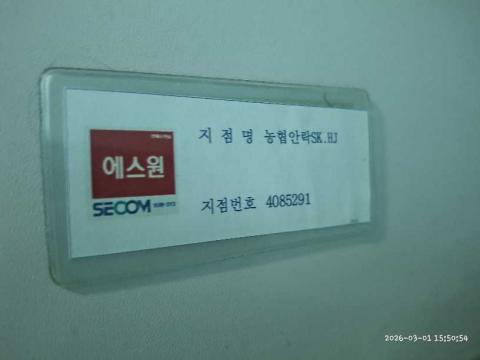 지 점 명 농협안락SK.HJ
에스원
SECOM
지점번호 4085291
2026-03-01 15:50:54